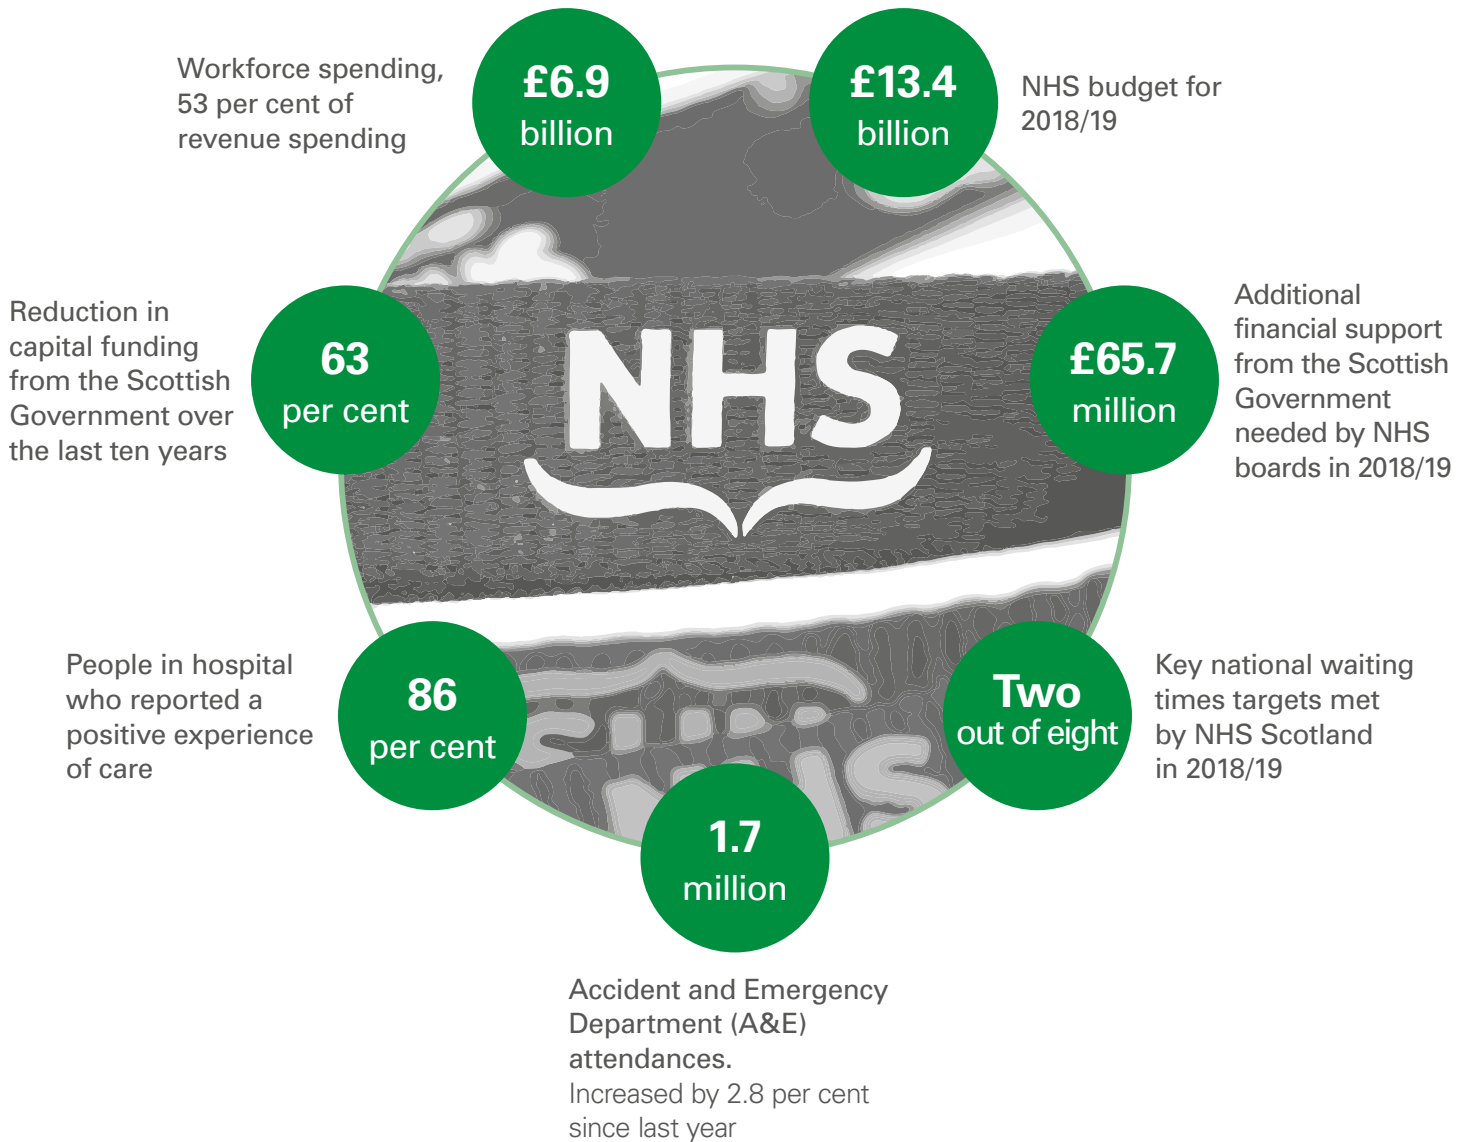 Workforce spending,
53 per cent of
revenue spending
£6.9
billion
£13.4
billion
NHS budget for
2018/19
Reduction in
capital funding
from the Scottish
Government over
the last ten years
63
per cent
NHS
£65.7
million
Additional
financial support
from the Scottish
Government
needed by NHS
boards in 2018/19
People in hospital
who reported a
positive experience
of care
86
per cent
Two
out of eight
Key national waiting
times targets met
by NHS Scotland
in 2018/19
1.7
million
Accident and Emergency
Department (A&E)
attendances.
Increased by 2.8 per cent
since last year